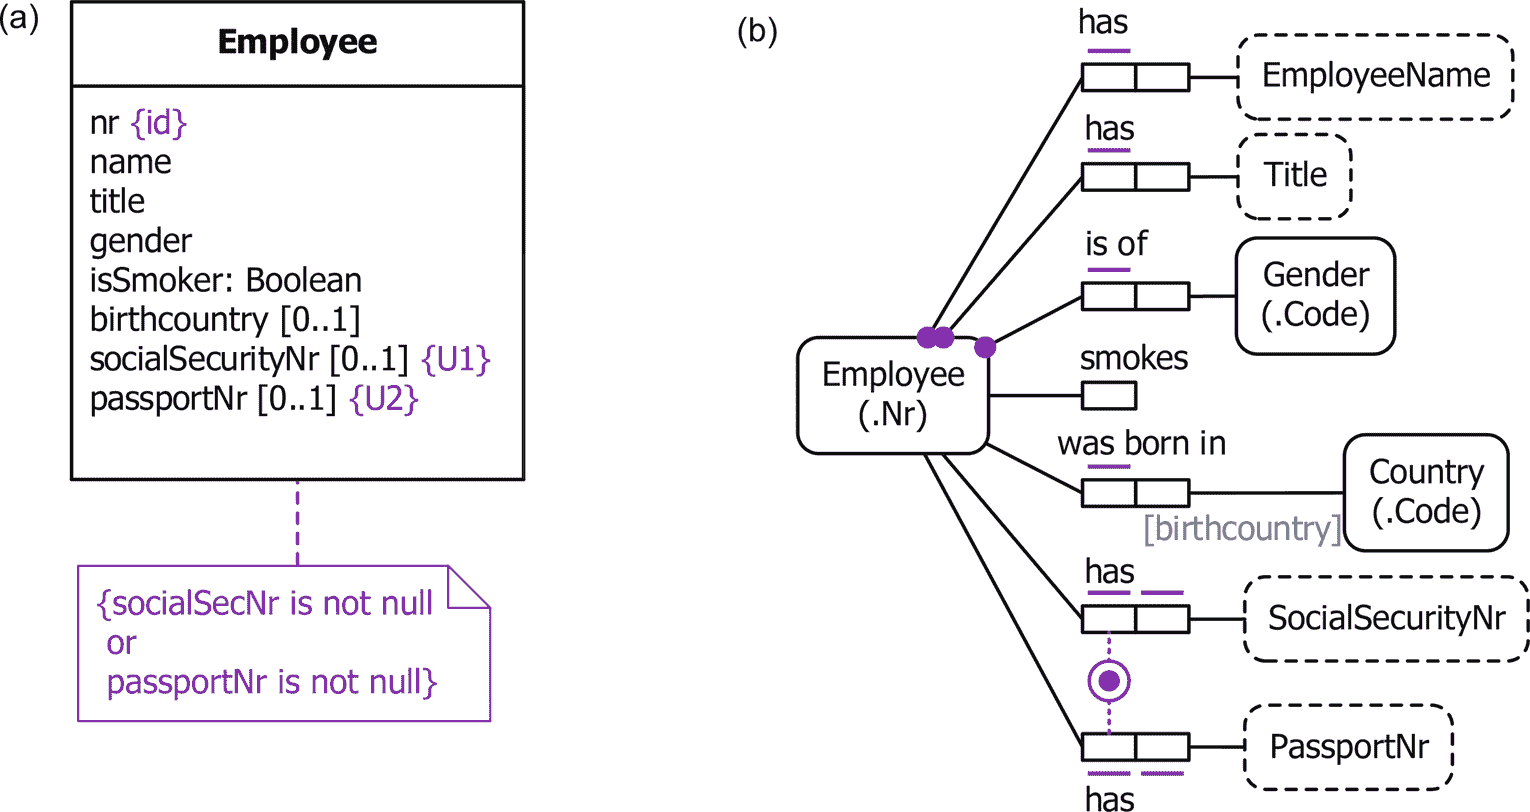 (a)
Employee
nr {id}
name
title
gender
isSmoker: Boolean
birthcountry [0..1]
socialSecurityNr [0..1] {U1}
passportNr [0..1] {U2}
{socialSecNr is not null
or
passportNr is not null}
(b)
has
EmployeeName
has
Title
is of
Gender
(.Code)
Employee
(.Nr)
smokes
was born in
Country
(.Code)
[birthcountry]
has
SocialSecurityNr
PassportNr
has